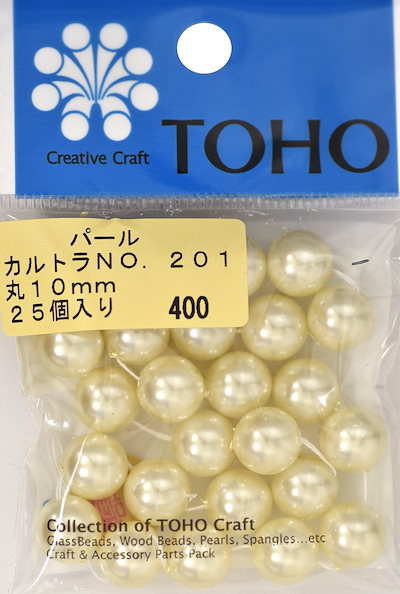 Creative Craft
TOHO
パール
カルトラNO. 201
丸10mm
25個入り 400
Collection of TOHO Craft
GlassBeads, Wood Beads, Pearls, Spangles...etc
Craft & Accessory Parts Pack